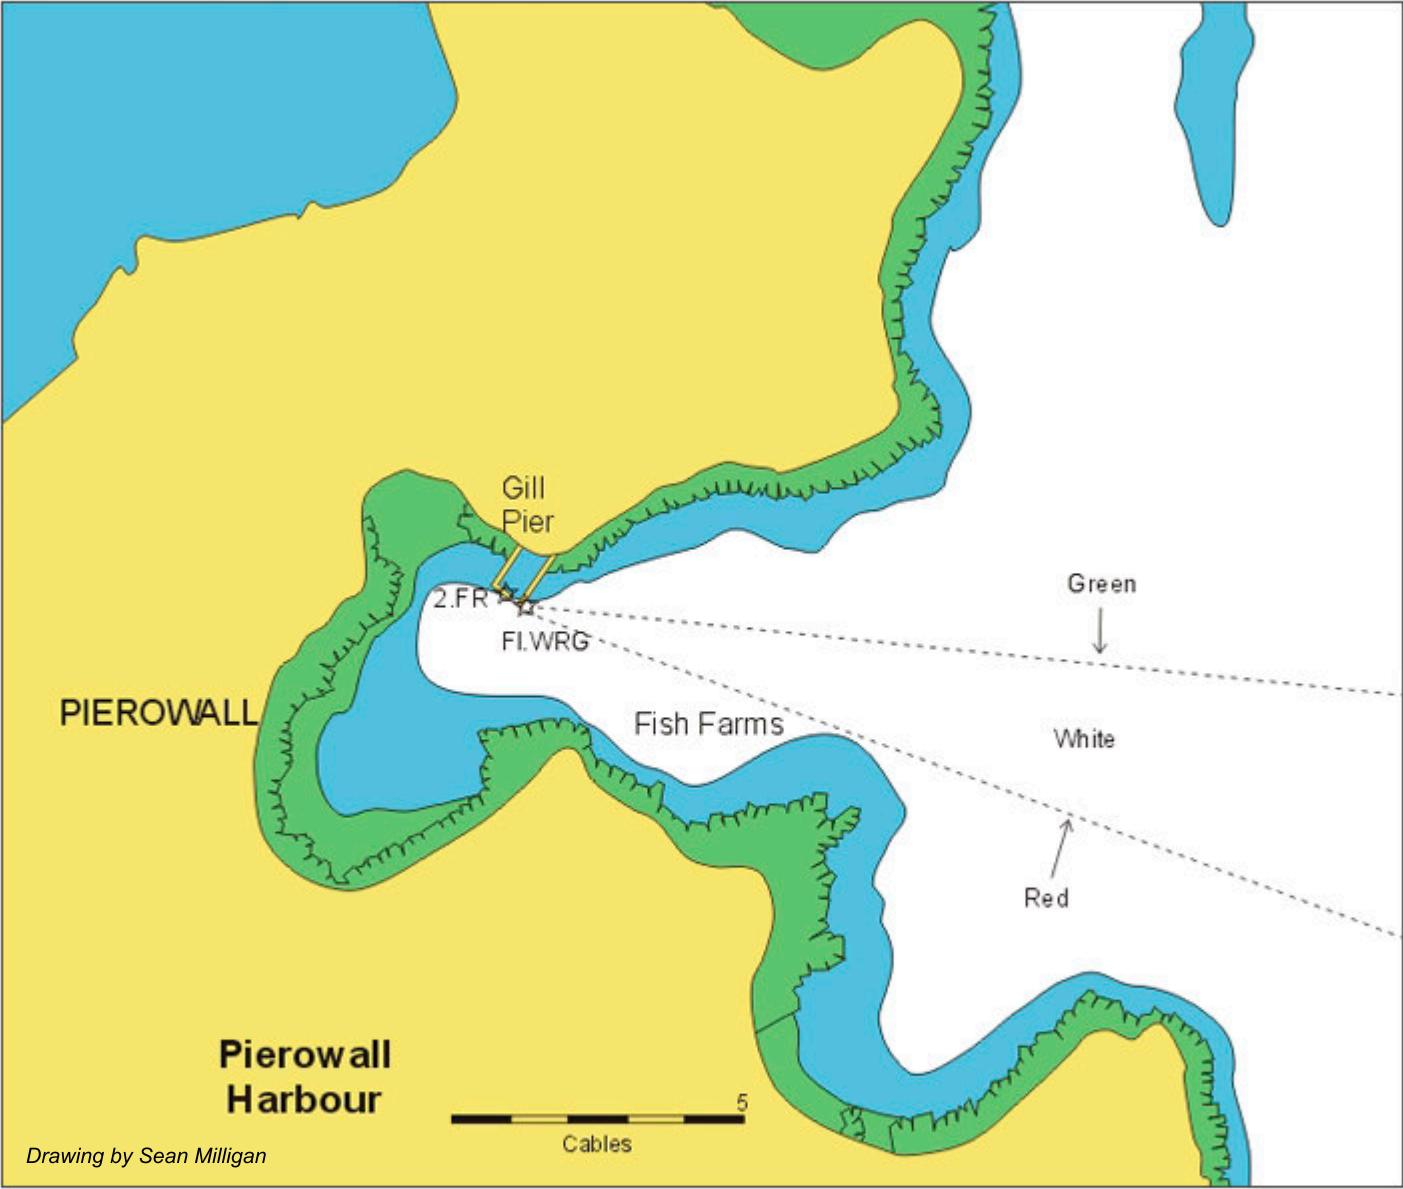 Gill
Pier
Green
2.FR
Fl.WRG
PIEROWALL
Fish Farms
White
Red
Pierowall
Harbour
5
Cables
Drawing by Sean Milligan